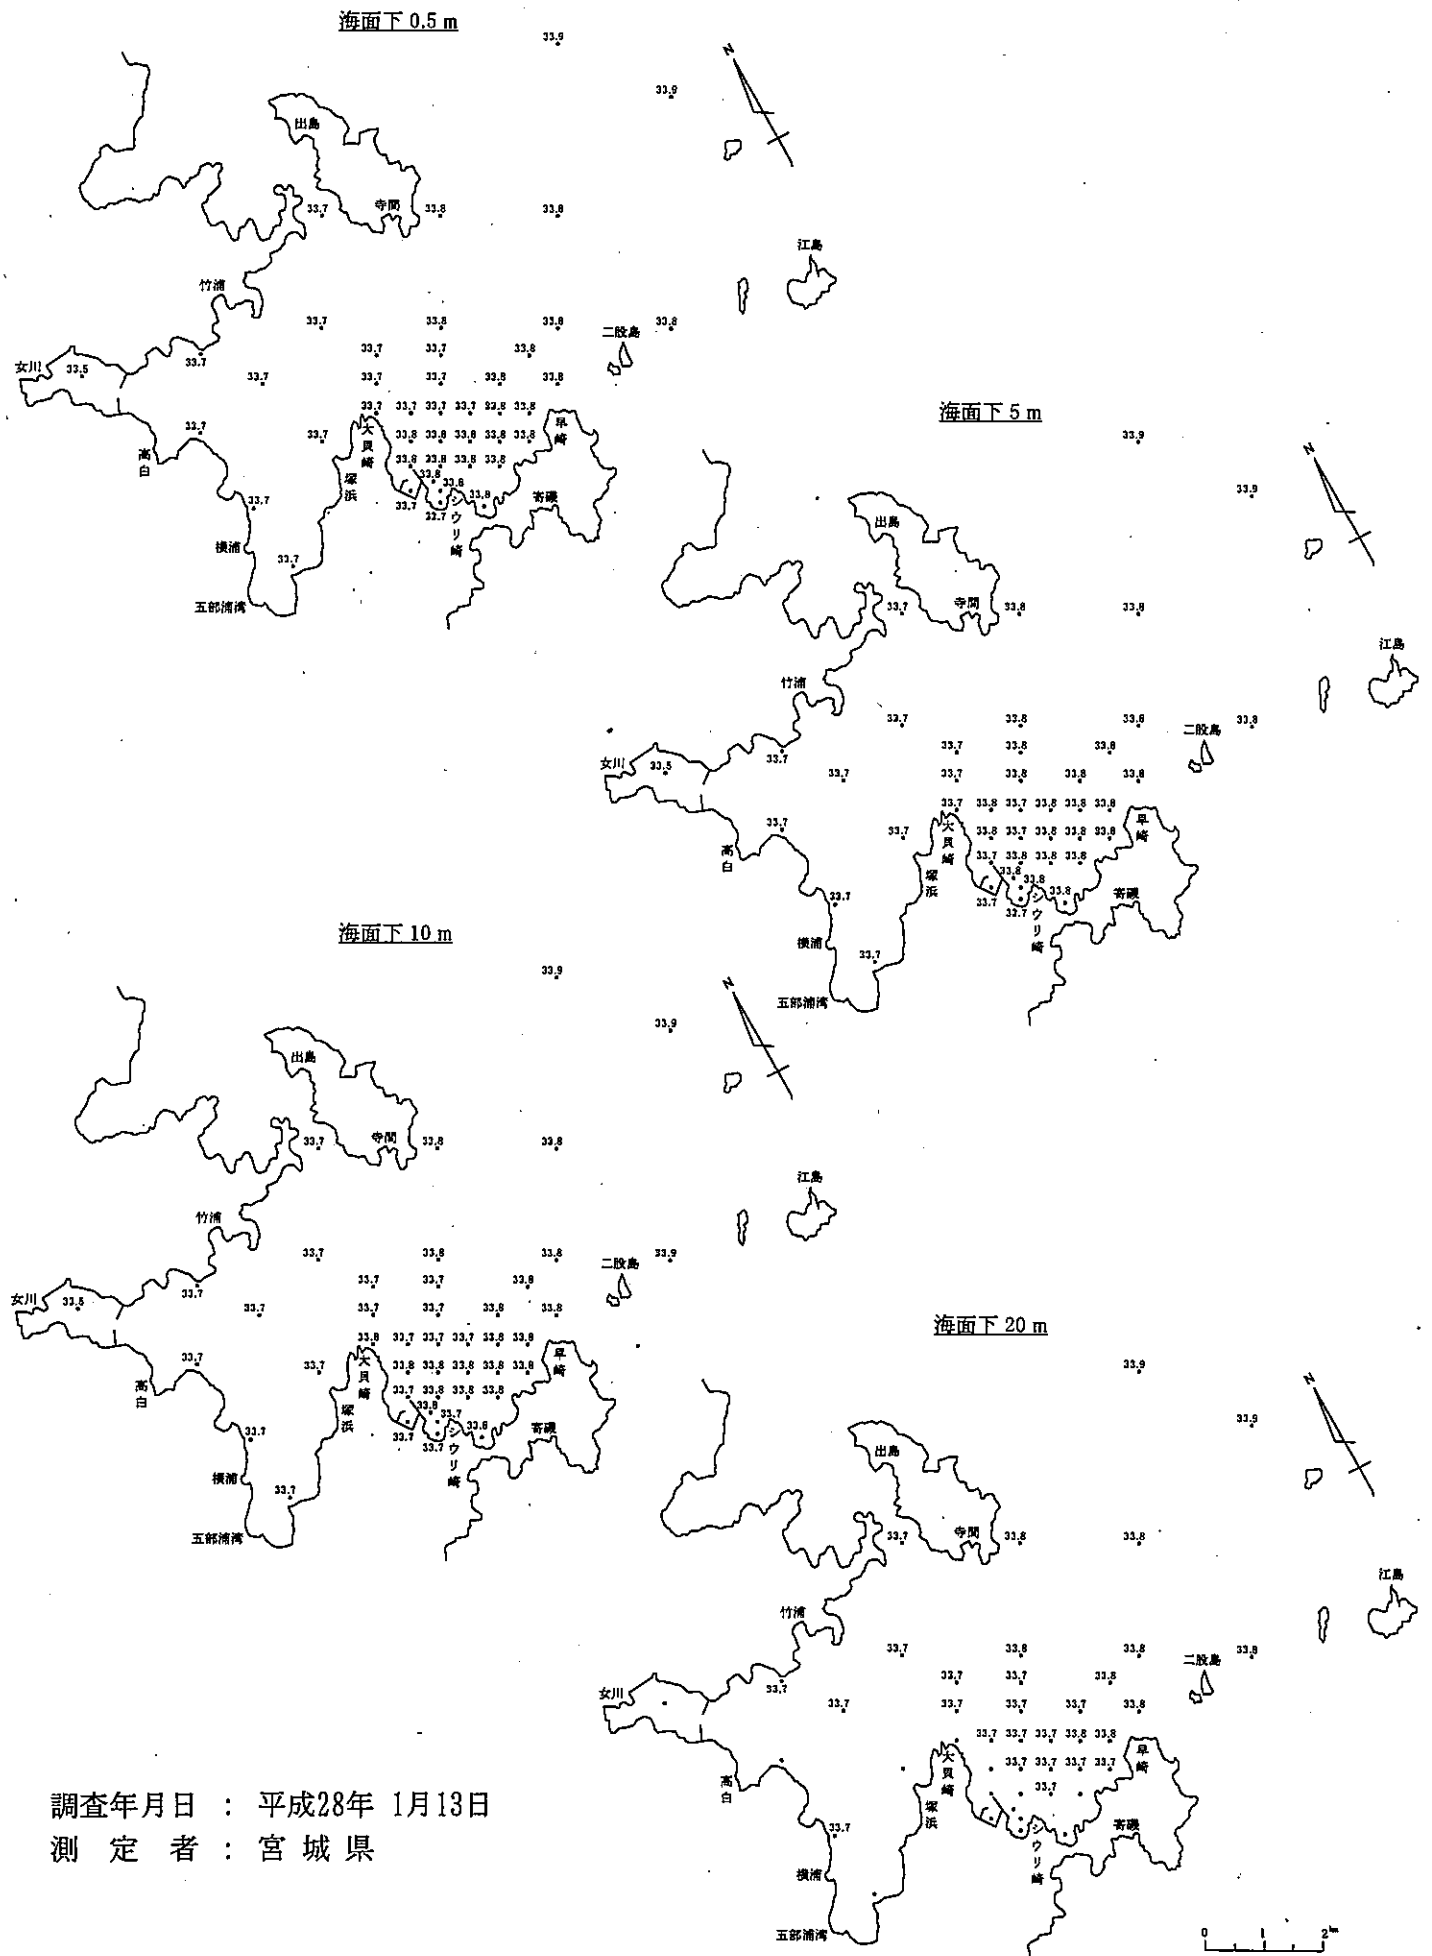 海面下 0.5 m
33.9
33.9
N
出島
寺間
33.7 33.8 33.8
江島
竹浦
33.7 33.8 33.8 33.8
二股島
33.7 33.7 33.8
女川 33.5 33.7 33.7
33.7 33.7 33.8 33.8
33.7 33.7 33.7 33.7 33.8 33.8
早崎
33.7 33.7 33.8 33.8 33.8 33.8 33.8
大貝崎
高白
33.8 33.8 33.8 33.8
塚浜
33.8 33.8 33.8
寄磯
33.7 33.7
シウリ崎
33.7
横浦
33.7
五部浦湾
海面下 5 m
33.9
33.9
N
出島
寺間
33.7 33.8 33.8
江島
竹浦
33.7 33.8 33.8 33.8
二股島
33.7 33.8 33.8
女川 33.5 33.7 33.7
33.7 33.8 33.8 33.8
33.7 33.8 33.7 33.8 33.8 33.8
早崎
33.7 33.7 33.8 33.7 33.8 33.8 33.8
大貝崎
高白
33.7 33.8 33.8 33.8
塚浜
33.8 33.8 33.8
寄磯
33.7 33.7
シウリ崎
33.7
横浦
33.7
五部浦湾
海面下 10 m
33.9
33.9
N
出島
寺間
33.7 33.8 33.8
江島
竹浦
33.7 33.8 33.8 33.9
二股島
33.7 33.7 33.8
女川 33.5 33.7 33.7
33.7 33.7 33.8 33.8
33.8 33.7 33.7 33.7 33.8 33.8
早崎
33.7 33.7 33.8 33.8 33.8 33.8 33.8
大貝崎
高白
33.7 33.8 33.8 33.8
塚浜
33.8 33.7 33.8
寄磯
33.7 33.7
シウリ崎
33.7
横浦
33.7
五部浦湾
海面下 20 m
33.9
33.9
N
出島
寺間
33.7 33.8 33.8
江島
竹浦
33.7 33.8 33.8 33.8
二股島
33.7 33.7 33.8
女川 33.7 33.7
33.7 33.7 33.7 33.8
33.7 33.7 33.7 33.8 33.8
早崎
33.7 33.7 33.7 33.7
大貝崎
高白
33.7
塚浜
寄磯
シウリ崎
33.7
横浦
五部浦湾
0 1 2 km
調査年月日 : 平成28年 1月13日
測 定 者 : 宮 城 県